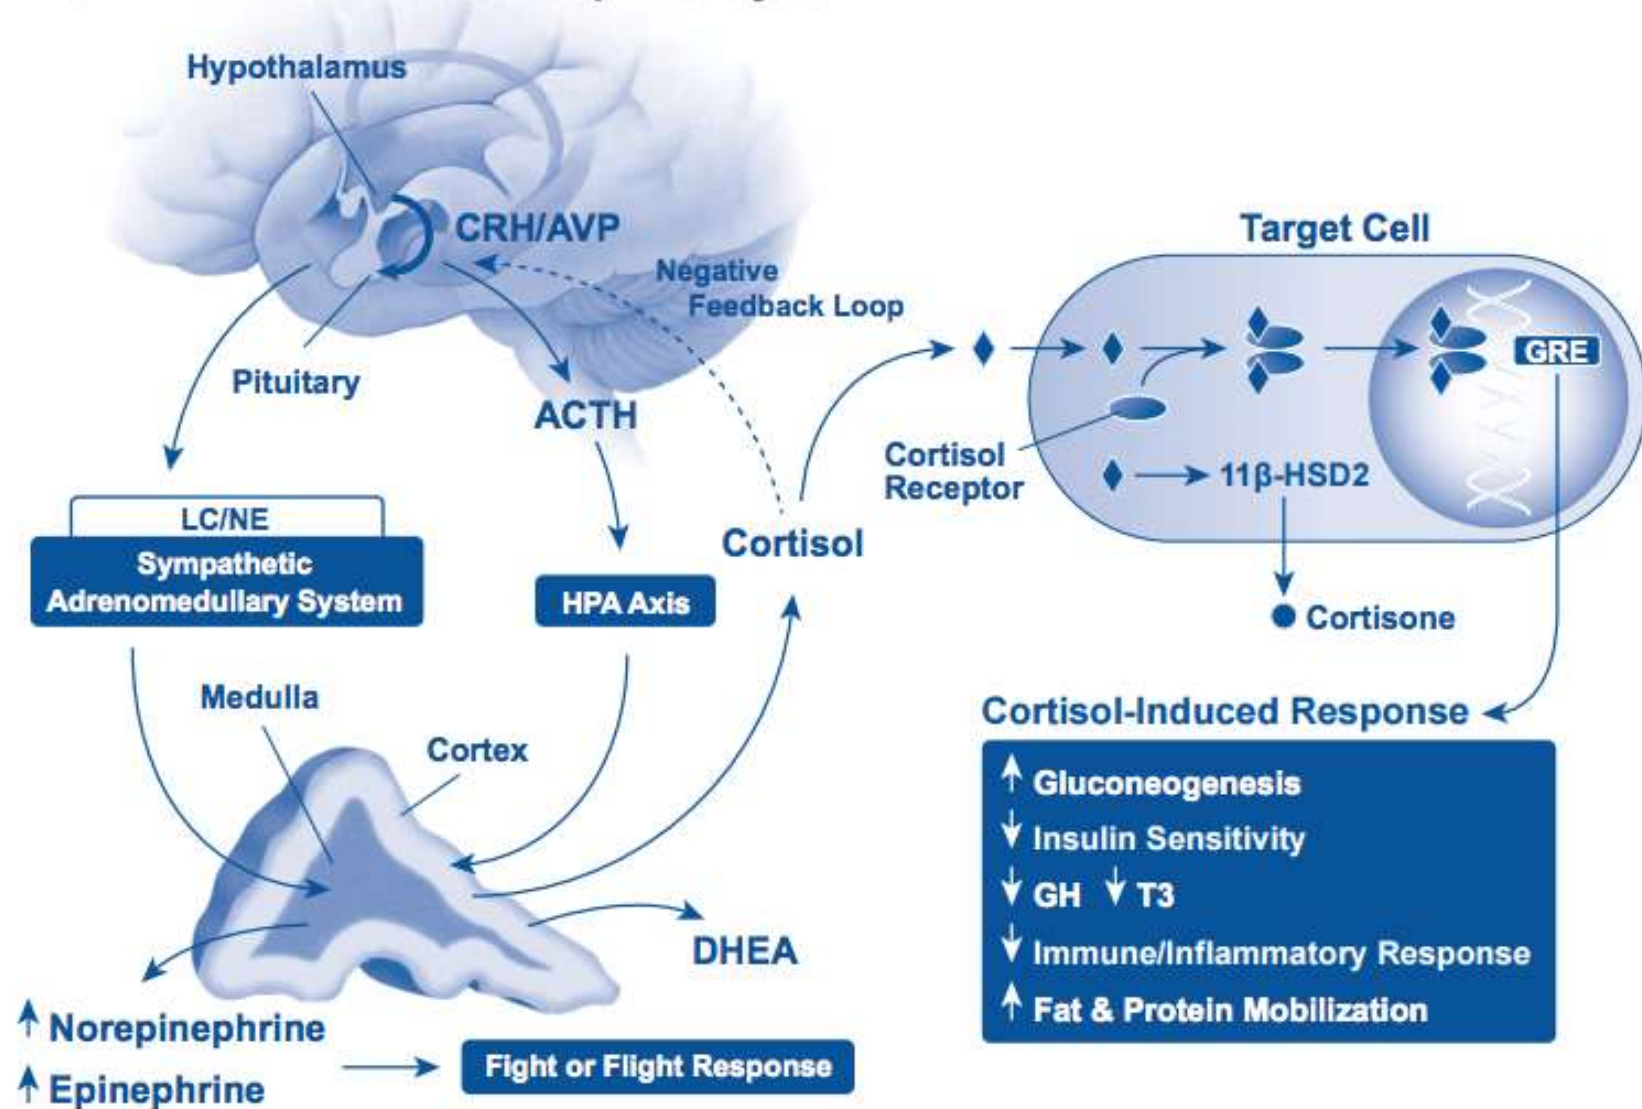 Hypothalamus
CRH/AVP
Negative
Feedback Loop
Pituitary
ACTH
Target Cell
GRE
Cortisol
Receptor
11β-HSD2
Cortisone
LC/NE
Sympathetic
Adrenomedullary System
HPA Axis
Cortisol
Medulla
Cortex
DHEA
Norepinephrine
Epinephrine
Fight or Flight Response
Cortisol-Induced Response
Gluconeogenesis
Insulin Sensitivity
GH T3
Immune/Inflammatory Response
Fat & Protein Mobilization